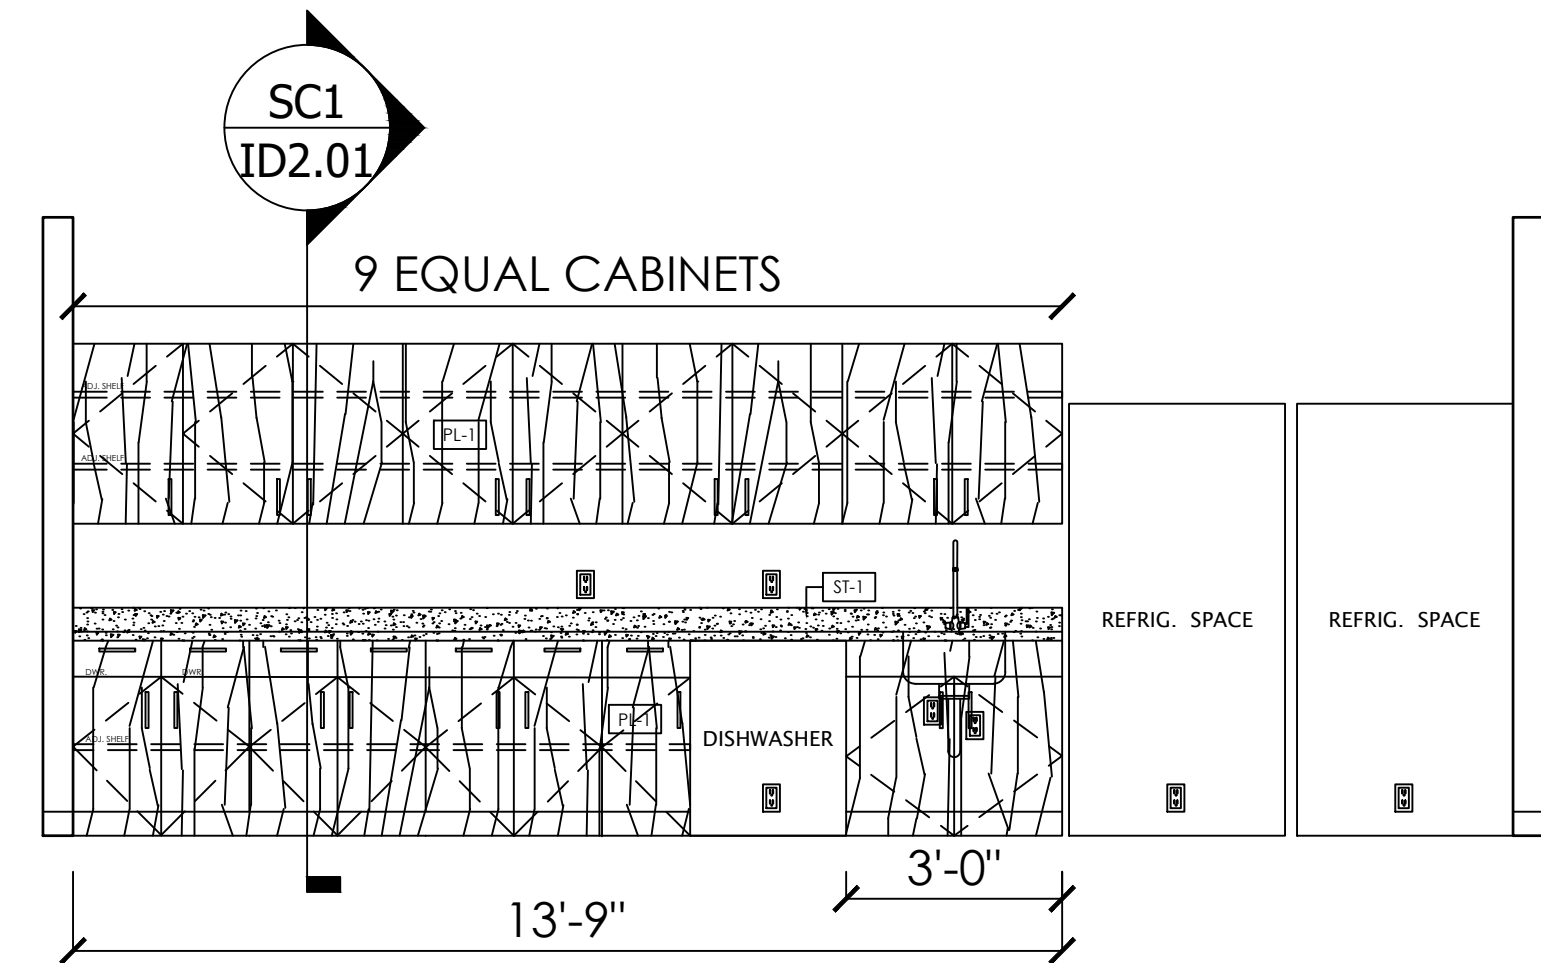 SC1
ID2.01
9 EQUAL CABINETS
ADJ. SHELF
PL-1
ADJ. SHELF
ST-1
REFRIG. SPACE
REFRIG. SPACE
DWR.
DWR.
PL-1
ADJ. SHELF
DISHWASHER
3'-0"
13'-9"